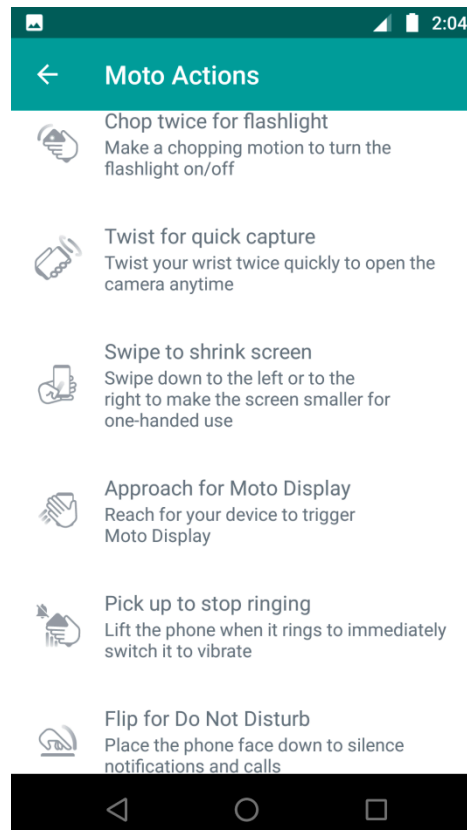 2:04
Moto Actions
Chop twice for flashlight
Make a chopping motion to turn the
flashlight on/off
Twist for quick capture
Twist your wrist twice quickly to open the
camera anytime
Swipe to shrink screen
Swipe down to the left or to the
right to make the screen smaller for
one-handed use
Approach for Moto Display
Reach for your device to trigger
Moto Display
Pick up to stop ringing
Lift the phone when it rings to immediately
switch it to vibrate
Flip for Do Not Disturb
Place the phone face down to silence
notifications and calls